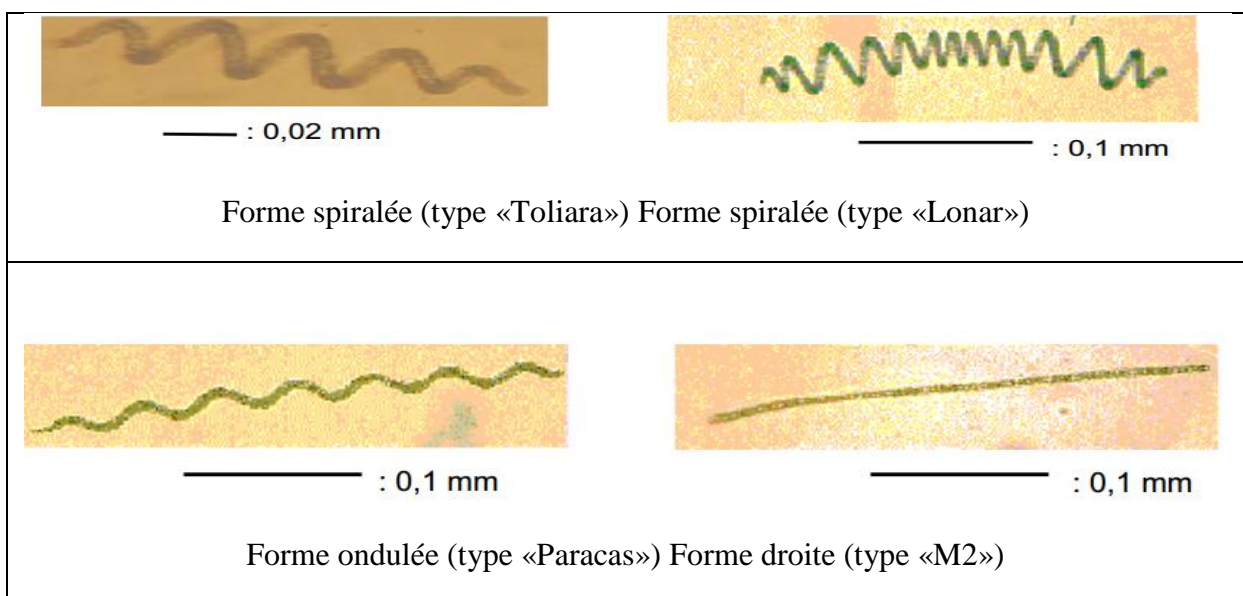 : 0,02 mm
: 0,1 mm
Forme spiralée (type «Toliara») Forme spiralée (type «Lonar»)
: 0,1 mm
: 0,1 mm
Forme ondulée (type «Paracas») Forme droite (type «M2»)